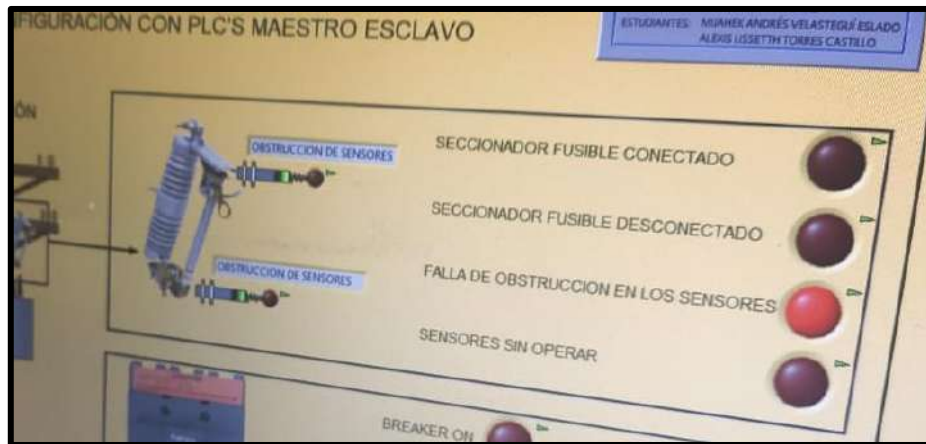 FIGURACIÓN CON PLC'S MAESTRO ESCLAVO
ESTUDIANTES: MIJAHEK ANDRÉS VELASTEGUÍ ESLADO
ALEXIS LISSETTH TORRES CASTILLO
ÓN
OBSTRUCCION DE SENSORES
SECCIONADOR FUSIBLE CONECTADO
SECCIONADOR FUSIBLE DESCONECTADO
OBSTRUCCION DE SENSORES
FALLA DE OBSTRUCCION EN LOS SENSORES
SENSORES SIN OPERAR
BREAKER ON